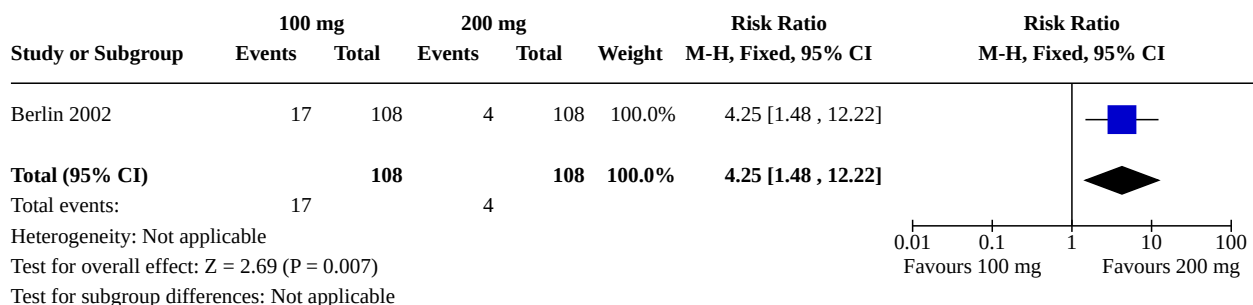 100 mg 200 mg Risk Ratio Risk Ratio
Study or Subgroup Events Total Events Total Weight M-H, Fixed, 95% CI M-H, Fixed, 95% CI
Berlin 2002 17 108 4 108 100.0% 4.25 [1.48 , 12.22]
Total (95% CI) 108 108 100.0% 4.25 [1.48 , 12.22]
Total events: 17 4
Heterogeneity: Not applicable 0.01 0.1 1 10 100
Test for overall effect: Z = 2.69 (P = 0.007) Favours 100 mg Favours 200 mg
Test for subgroup differences: Not applicable